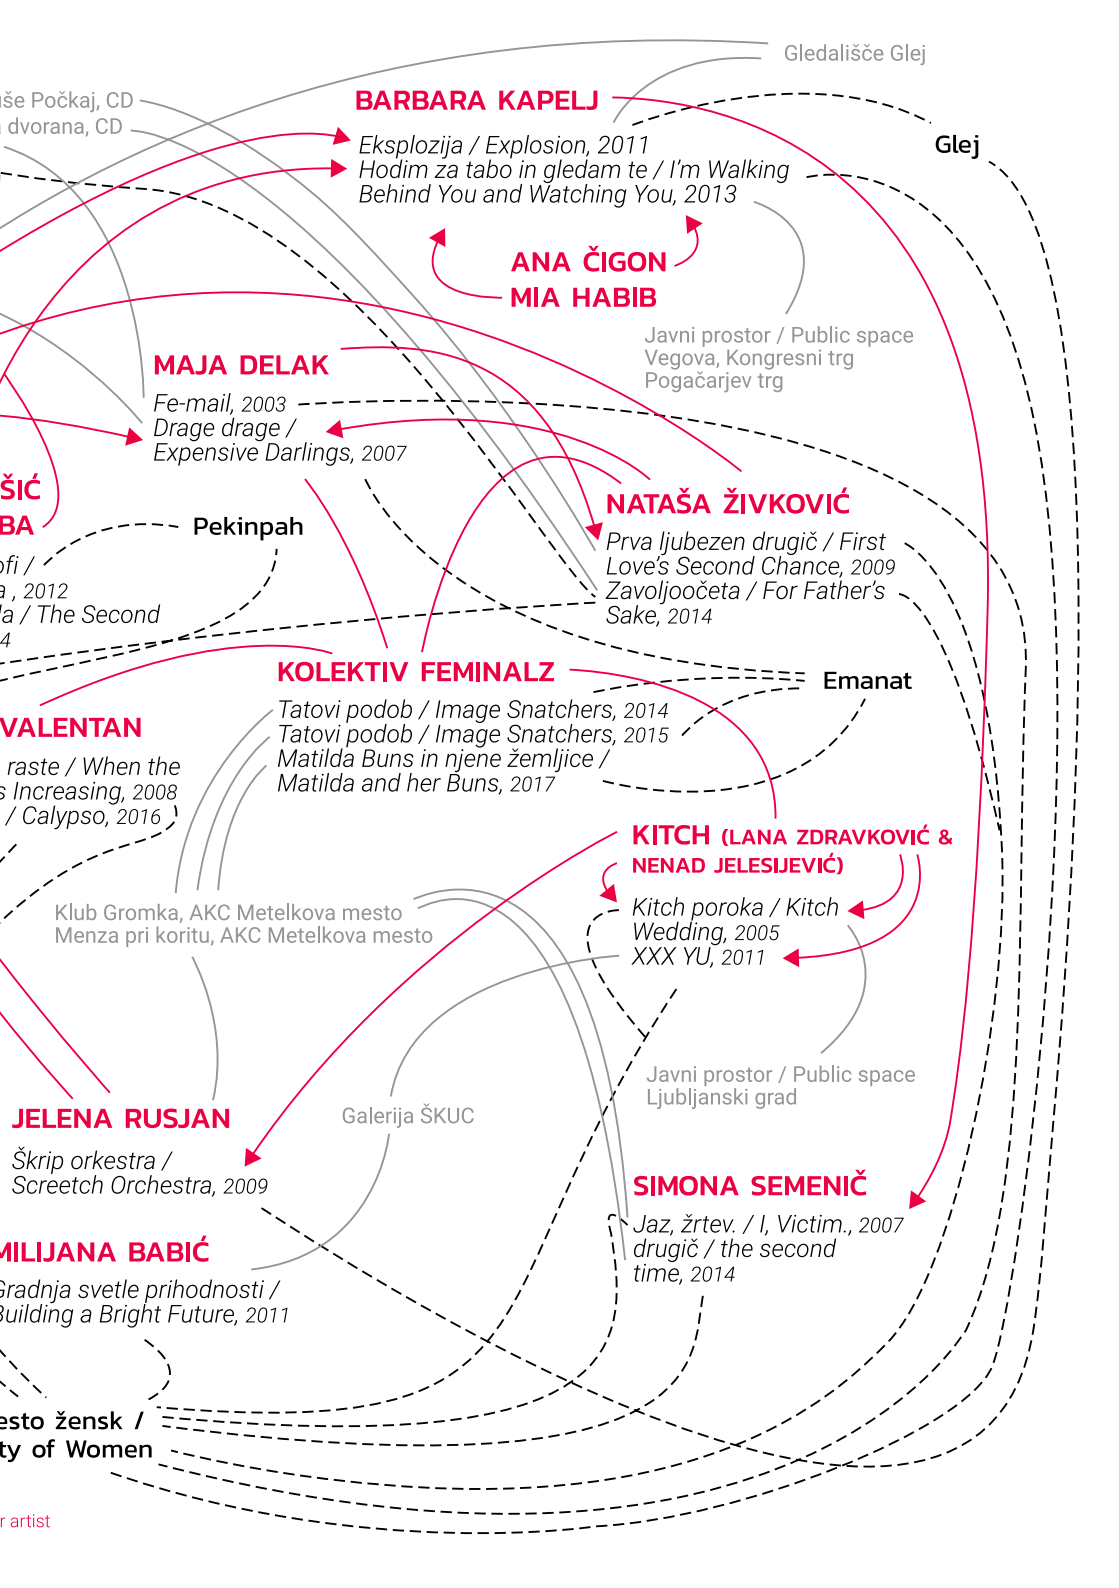 Gledališče Glej
še Počkaj, CD
dvorana, CD
BARBARA KAPELJ
Eksplozija / Explosion, 2011
Hodim za tabo in gledam te / I'm Walking
Behind You and Watching You, 2013
Glej
ANA ČIGON
MIA HABIB
Javni prostor / Public space
Vegova, Kongresni trg
Pogačarjev trg
MAJA DELAK
Fe-mail, 2003
Drage drage /
Expensive Darlings, 2007
ŠIĆ
BA
Pekinpah
NATAŠA ŽIVKOVIĆ
Prva ljubezen drugič / First
Love's Second Chance, 2009
Zavoljoočeta / For Father's
Sake, 2014
ofi /
a , 2012
la / The Second
4
KOLEKTIV FEMINALZ
Tatovi podob / Image Snatchers, 2014
Tatovi podob / Image Snatchers, 2015
Matilda Buns in njene žemljice /
Matilda and her Buns, 2017
Emanat
VALENTAN
raste / When the
s Increasing, 2008
/ Calypso, 2016
KITCH (LANA ZDRAVKOVIĆ &
NENAD JELESIJEVIĆ)
Kitch poroka / Kitch
Wedding, 2005
XXX YU, 2011
Klub Gromka, AKC Metelkova mesto
Menza pri koritu, AKC Metelkova mesto
Javni prostor / Public space
Ljubljanski grad
JELENA RUSJAN
Škrip orkestra /
Screetch Orchestra, 2009
Galerija ŠKUC
SIMONA SEMENIČ
Jaz, žrtev. / I, Victim., 2007
drugič / the second
time, 2014
MILIJANA BABIĆ
Gradnja svetle prihodnosti /
Building a Bright Future, 2011
esto žensk /
ty of Women
r artist